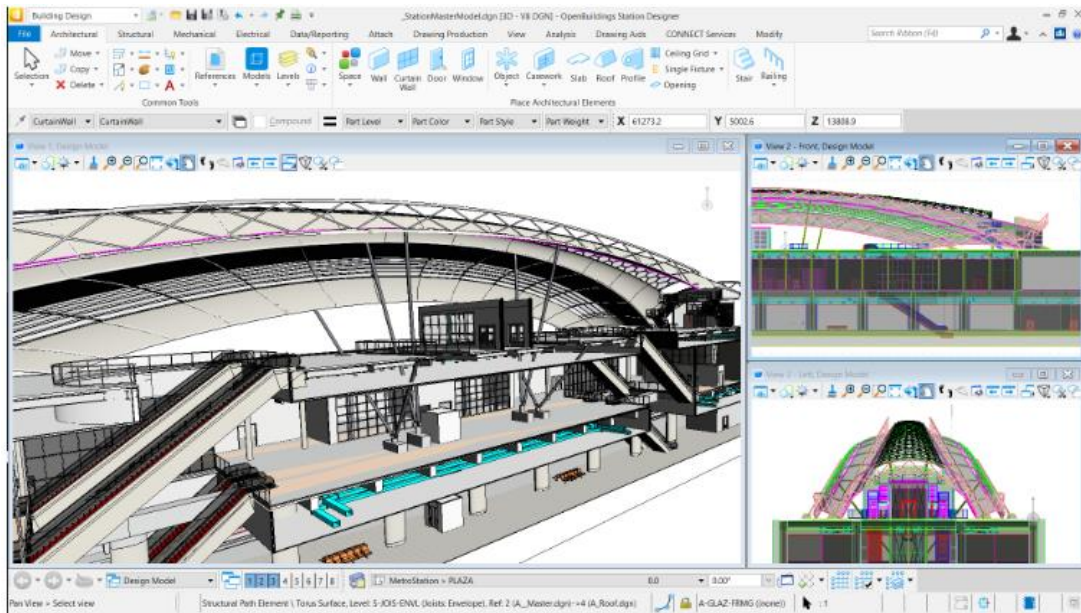 Building Design
_StationMasterModel.dgn [3D - V8 DGN] - OpenBuildings Station Designer
File Architectural Structural Mechanical Electrical Data/Reporting Attach Drawing Production View Analysis Drawing Aids CONNECT Services Modify Search Ribbon (F4)
Move
Copy
Delete
Selection References Models Levels Space Wall Curtain Wall Door Window Object Casework Slab Roof Profile
Ceiling Grid
Single Fixture
Opening
Stair Railing
Common Tools Place Architectural Elements
CurtainWall CurtainWall Compound Part Level Part Color Part Style Part Weight X 61273.2 Y 5002.6 Z 13808.9
View 1, Design Model
View 2 - Front, Design Model
View 3 - Left, Design Model
Design Model 1 2 3 4 5 6 7 8 MetroStation > PLAZA 0.0 0.00°
Pan View > Select view Structural Path Element \ Torus Surface, Level: S-JOIS-ENVL (Joists: Envelope), Ref: 2 (A_Master.dgn)->4 (A_Roof.dgn) A-GLAZ-FRMG ((none)) : 1